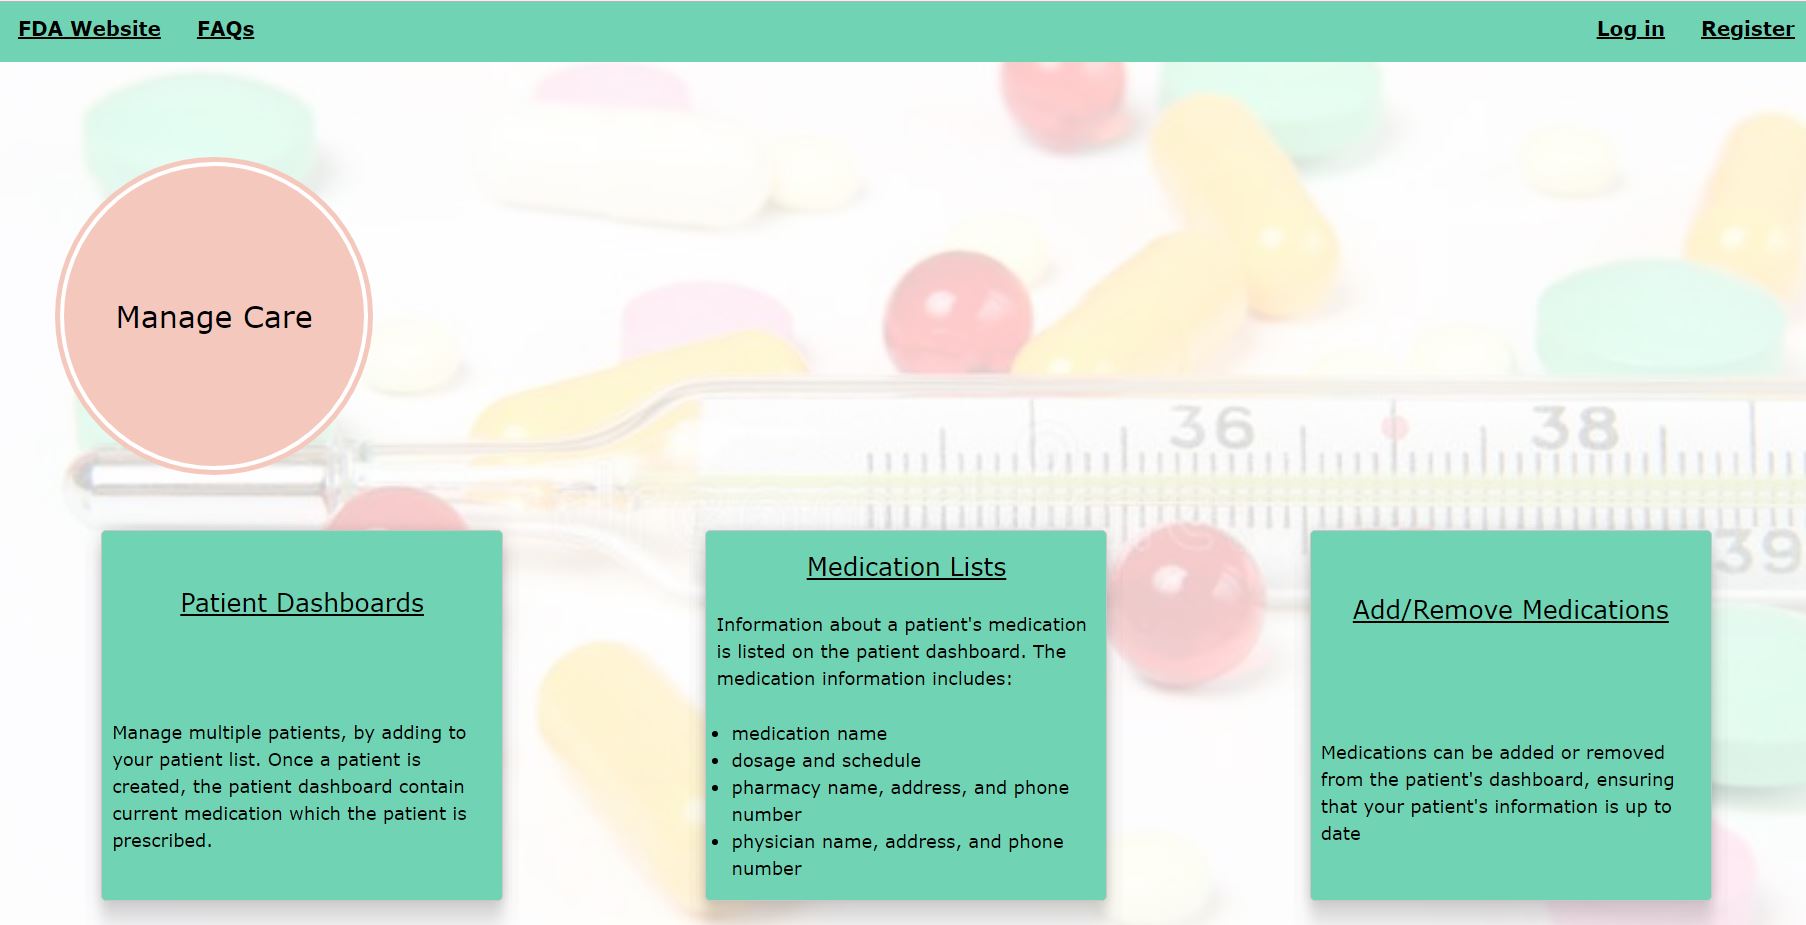 FDA Website FAQs Log in Register
Manage Care
36 38
39
Patient Dashboards
Manage multiple patients, by adding to
your patient list. Once a patient is
created, the patient dashboard contain
current medication which the patient is
prescribed.
Medication Lists
Information about a patient's medication
is listed on the patient dashboard. The
medication information includes:
• medication name
• dosage and schedule
• pharmacy name, address, and phone
number
• physician name, address, and phone
number
Add/Remove Medications
Medications can be added or removed
from the patient's dashboard, ensuring
that your patient's information is up to
date